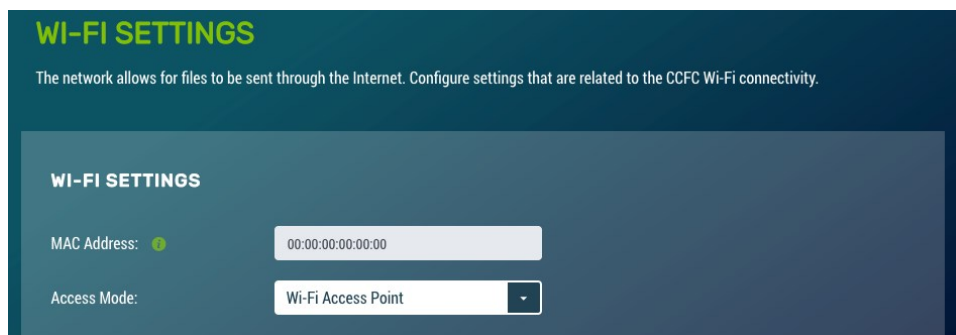 WI-FI SETTINGS
The network allows for files to be sent through the Internet. Configure settings that are related to the CCFC Wi-Fi connectivity.
WI-FI SETTINGS
MAC Address: i
00:00:00:00:00:00
Access Mode:
Wi-Fi Access Point